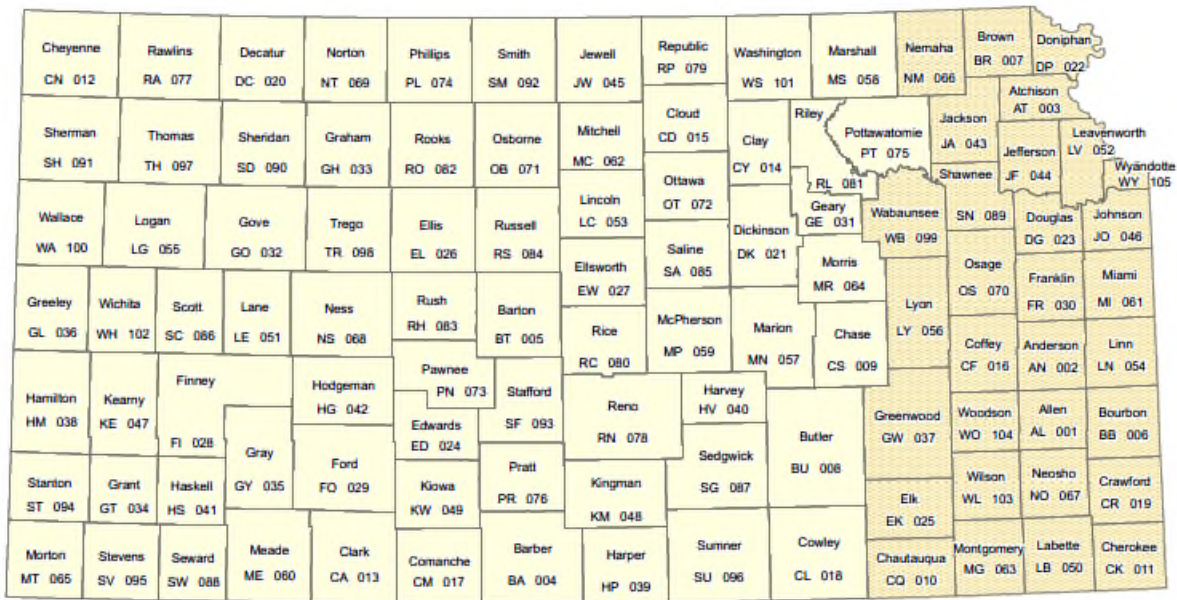 Cheyenne
CN 012
Rawlins
RA 077
Decatur
DC 020
Norton
NT 069
Phillips
PL 074
Smith
SM 092
Jewell
JW 045
Republic
RP 079
Washington
WS 101
Marshall
MS 058
Nemaha
NM 066
Brown
BR 007
Doniphan
DP 022
Sherman
SH 091
Thomas
TH 097
Sheridan
SD 090
Graham
GH 033
Rooks
RO 082
Osborne
OB 071
Mitchell
MC 062
Cloud
CD 015
Clay
CY 014
Riley
RL 081
Pottawatomie
PT 075
Jackson
JA 043
Atchison
AT 003
Jefferson
JF 044
Leavenworth
LV 052
Wyandotte
WY 105
Wallace
WA 100
Logan
LG 055
Gove
GO 032
Trego
TR 098
Ellis
EL 026
Russell
RS 084
Lincoln
LC 053
Ottawa
OT 072
Dickinson
DK 021
Geary
GE 031
Wabaunsee
WB 099
Shawnee
SN 089
Douglas
DG 023
Johnson
JO 046
Greeley
GL 036
Wichita
WH 102
Scott
SC 086
Lane
LE 051
Ness
NS 068
Rush
RH 083
Barton
BT 005
Ellsworth
EW 027
Saline
SA 085
Morris
MR 064
Lyon
LY 056
Osage
OS 070
Franklin
FR 030
Miami
MI 061
Rice
RC 080
McPherson
MP 059
Marion
MN 057
Chase
CS 009
Coffey
CF 016
Anderson
AN 002
Linn
LN 054
Hamilton
HM 038
Kearny
KE 047
Finney
FI 028
Hodgeman
HG 042
Pawnee
PN 073
Stafford
SF 093
Edwards
ED 024
Reno
RN 078
Harvey
HV 040
Butler
BU 008
Greenwood
GW 037
Woodson
WO 104
Allen
AL 001
Bourbon
BB 006
Gray
GY 035
Ford
FO 029
Pratt
PR 076
Sedgwick
SG 087
Stanton
ST 094
Grant
GT 034
Haskell
HS 041
Kiowa
KW 049
Kingman
KM 048
Elk
EK 025
Wilson
WL 103
Neosho
NO 067
Crawford
CR 019
Morton
MT 065
Stevens
SV 095
Seward
SW 088
Meade
ME 060
Clark
CA 013
Comanche
CM 017
Barber
BA 004
Harper
HP 039
Sumner
SU 096
Cowley
CL 018
Chautauqua
CQ 010
Montgomery
MG 063
Labette
LB 050
Cherokee
CK 011